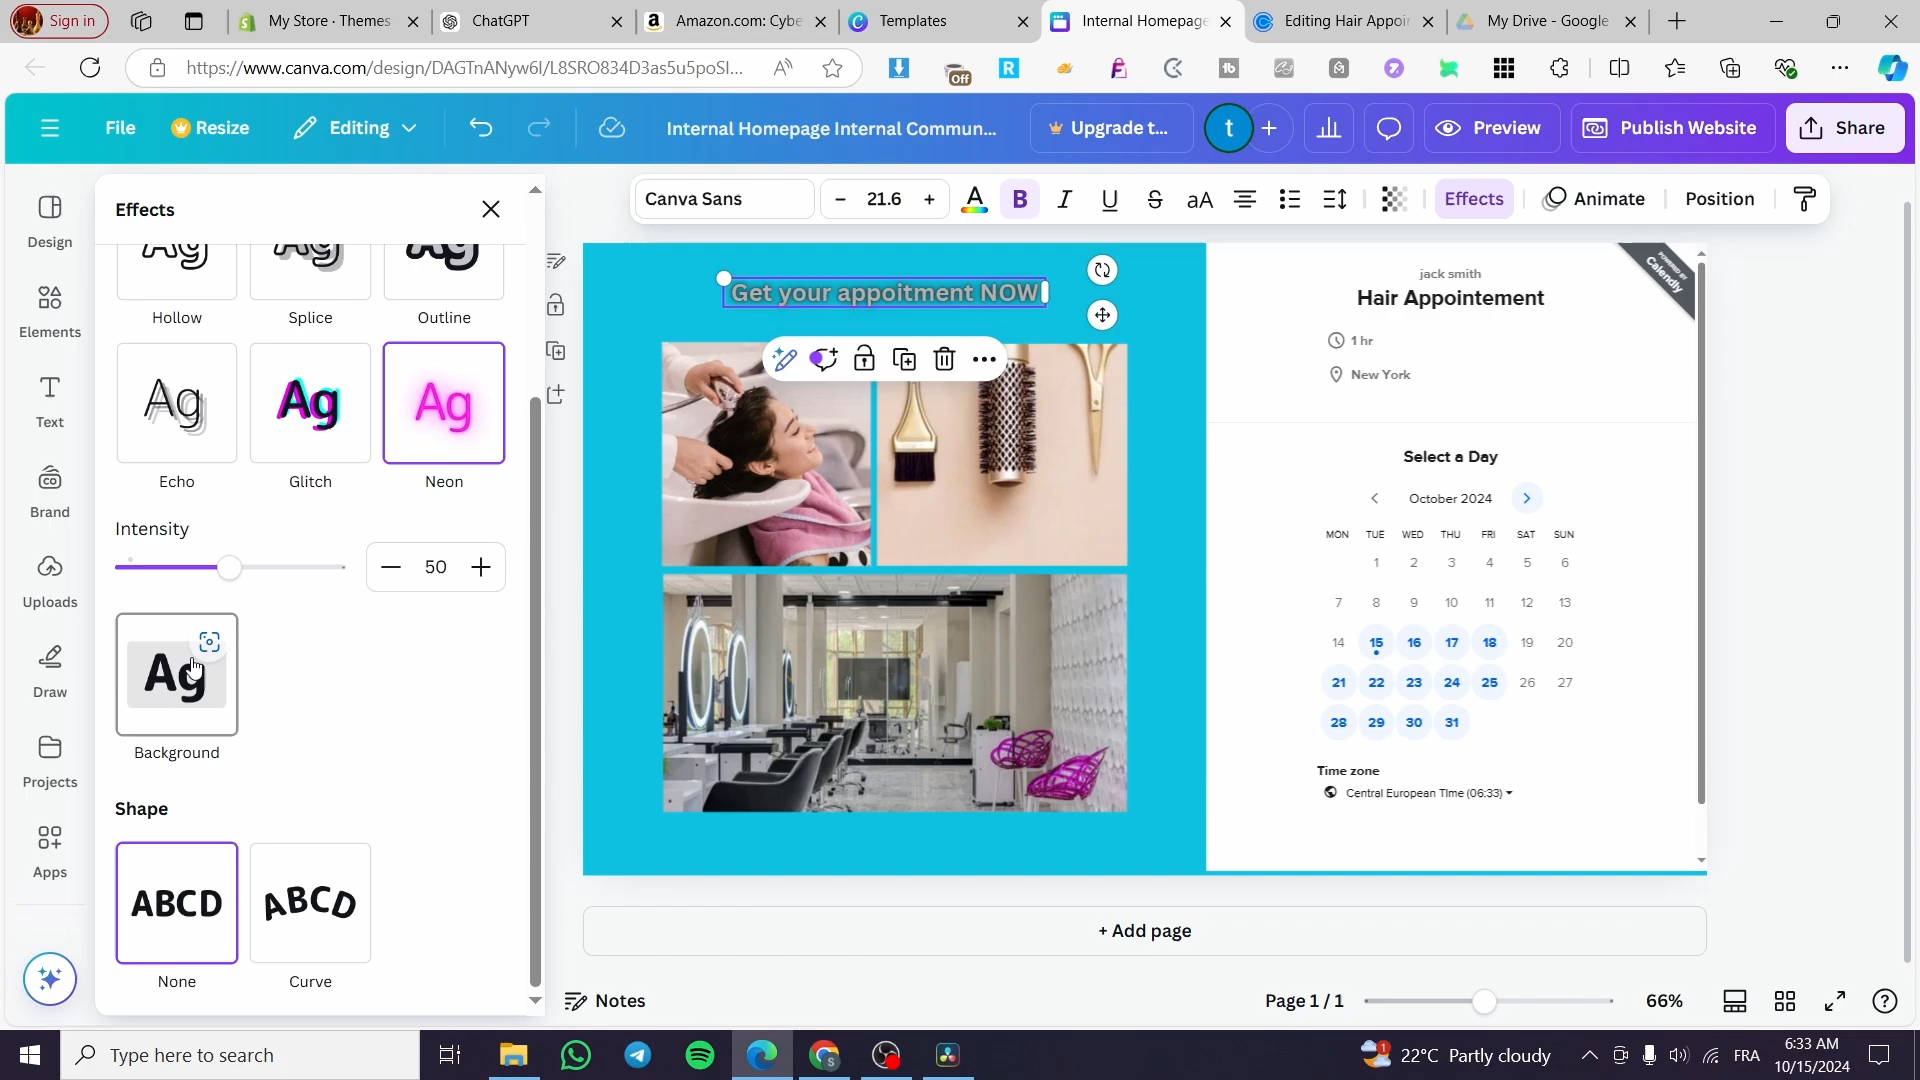 Sign in
My Store · Themes
ChatGPT
Amazon.com: Cybe
Templates
Internal Homepage
Editing Hair Appoir
My Drive - Google
https://www.canva.com/design/DAGTnANyw6I/L8SRO834D3as5u5poSI...
Off
File
Resize
Editing
Internal Homepage Internal Commun...
Upgrade t...
t
Preview
Publish Website
Share
Design
Elements
Text
Brand
Uploads
Draw
Projects
Apps
Effects
Hollow
Splice
Outline
Ag
Ag
Ag
Echo
Glitch
Neon
Intensity
50
Ag
Background
Shape
ABCD
ABCD
None
Curve
Canva Sans
– 21.6 +
A
B
I
U
S
aA
Effects
Animate
Position
Get your appoitment NOW
POWERED BY
Calendly
jack smith
Hair Appointement
1 hr
New York
Select a Day
October 2024
MON TUE WED THU FRI SAT SUN
1 2 3 4 5 6
7 8 9 10 11 12 13
14 15 16 17 18 19 20
21 22 23 24 25 26 27
28 29 30 31
Time zone
Central European Time (06:33)
+ Add page
Notes
Page 1 / 1
66%
Type here to search
22°C Partly cloudy
FRA
6:33 AM
10/15/2024